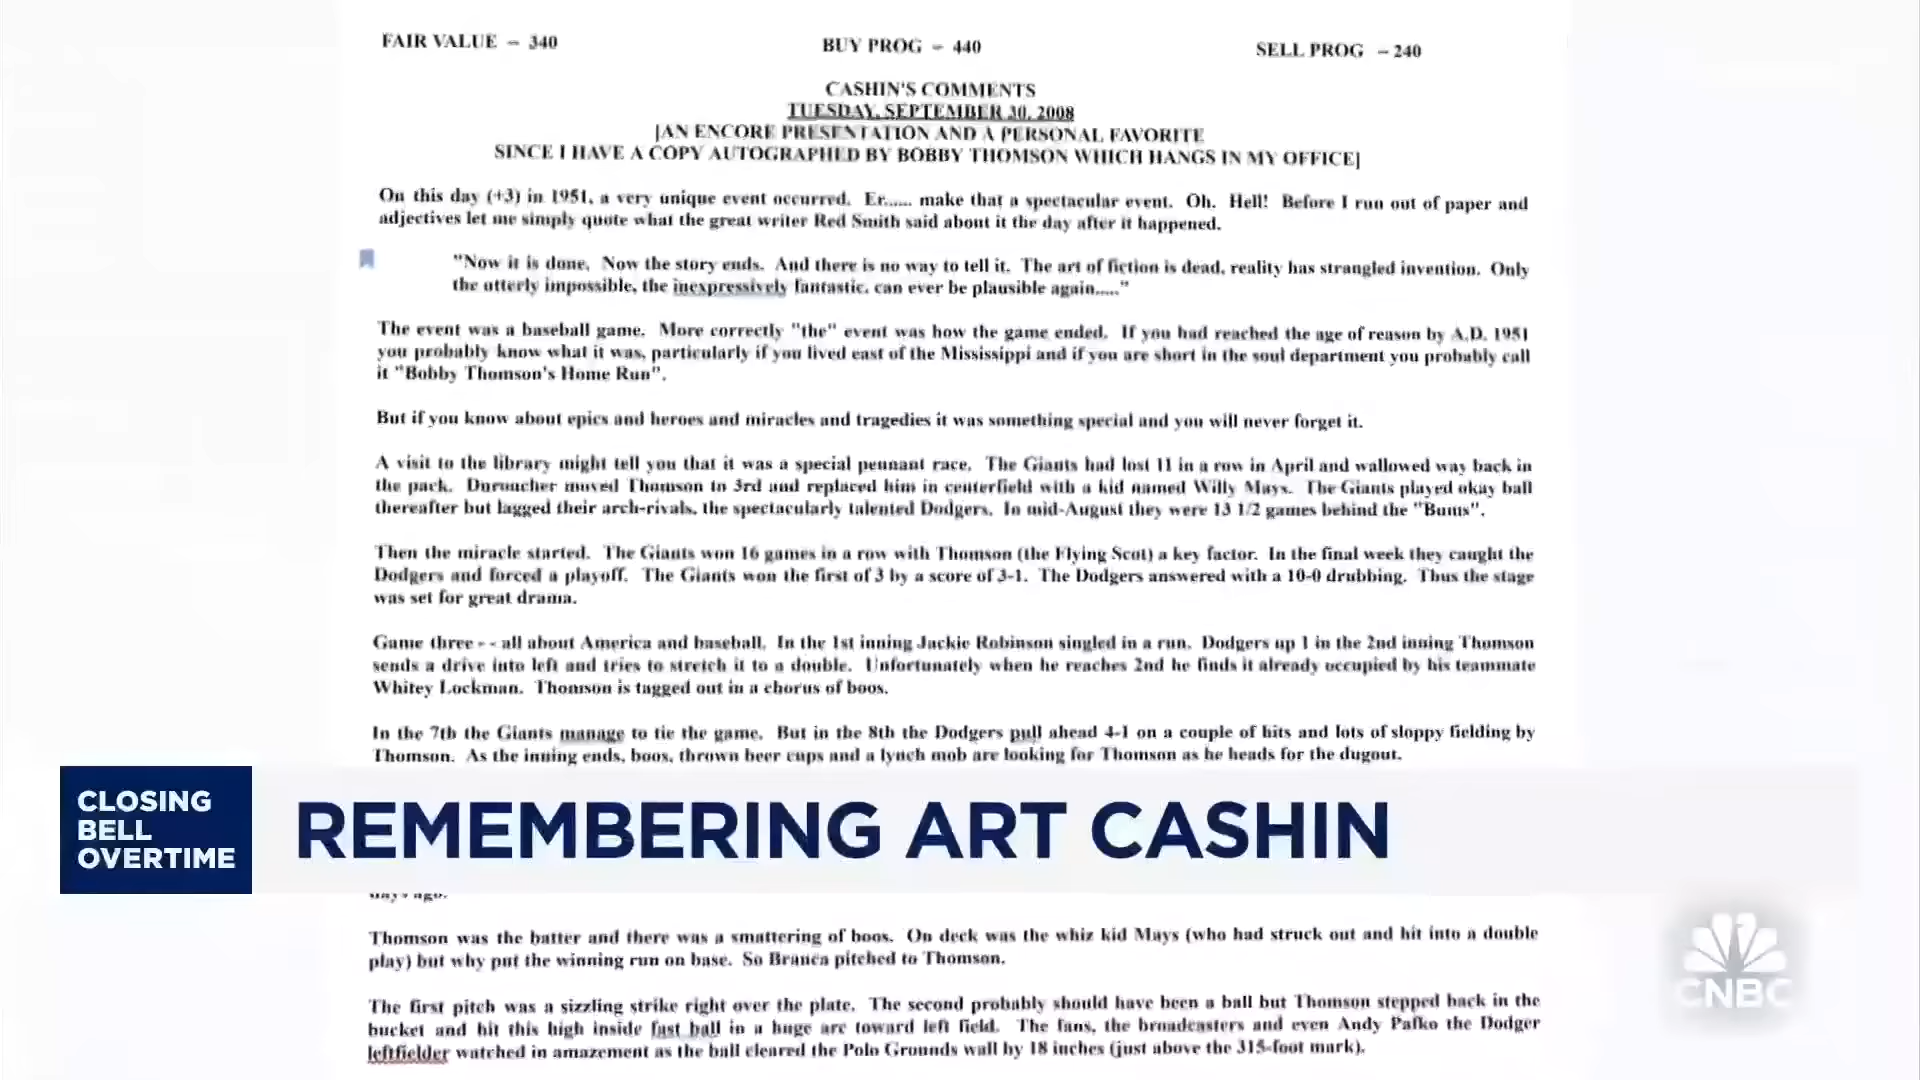 FAIR VALUE - 340 BUY PROG - 440 SELL PROG - 240
CASHIN'S COMMENTS
TUESDAY, SEPTEMBER 30, 2008
[AN ENCORE PRESENTATION AND A PERSONAL FAVORITE
SINCE I HAVE A COPY AUTOGRAPHED BY BOBBY THOMSON WHICH HANGS IN MY OFFICE]
On this day (+3) in 1951, a very unique event occurred. Er...... make that a spectacular event. Oh. Hell! Before I run out of paper and
adjectives let me simply quote what the great writer Red Smith said about it the day after it happened.
"Now it is done. Now the story ends. And there is no way to tell it. The art of fiction is dead, reality has strangled invention. Only
the utterly impossible, the inexpressively fantastic, can ever be plausible again....."
The event was a baseball game. More correctly "the" event was how the game ended. If you had reached the age of reason by A.D. 1951
you probably know what it was, particularly if you lived east of the Mississippi and if you are short in the soul department you probably call
it "Bobby Thomson's Home Run".
But if you know about epics and heroes and miracles and tragedies it was something special and you will never forget it.
A visit to the library might tell you that it was a special pennant race. The Giants had lost 11 in a row in April and wallowed way back in
the pack. Duroucher moved Thomson to 3rd and replaced him in centerfield with a kid named Willy Mays. The Giants played okay ball
thereafter but lagged their arch-rivals, the spectacularly talented Dodgers. In mid-August they were 13 1/2 games behind the "Bums".
Then the miracle started. The Giants won 16 games in a row with Thomson (the Flying Scot) a key factor. In the final week they caught the
Dodgers and forced a playoff. The Giants won the first of 3 by a score of 3-1. The Dodgers answered with a 10-0 drubbing. Thus the stage
was set for great drama.
Game three - - all about America and baseball. In the 1st inning Jackie Robinson singled in a run. Dodgers up 1 in the 2nd inning Thomson
sends a drive into left and tries to stretch it to a double. Unfortunately when he reaches 2nd he finds it already occupied by his teammate
Whitey Lockman. Thomson is tagged out in a chorus of boos.
In the 7th the Giants manage to tie the game. But in the 8th the Dodgers pull ahead 4-1 on a couple of hits and lots of sloppy fielding by
Thomson. As the inning ends, boos, thrown beer cups and a lynch mob are looking for Thomson as he heads for the dugout.
CLOSING
BELL
OVERTIME
REMEMBERING ART CASHIN
days ago.
Thomson was the batter and there was a smattering of boos. On deck was the whiz kid Mays (who had struck out and hit into a double
play) but why put the winning run on base. So Branca pitched to Thomson.
The first pitch was a sizzling strike right over the plate. The second probably should have been a ball but Thomson stepped back in the
bucket and hit this high inside fast ball in a huge arc toward left field. The fans, the broadcasters and even Andy Pafko the Dodger
leftfielder watched in amazement as the ball cleared the Polo Grounds wall by 18 inches (just above the 315-foot mark).
CNBC